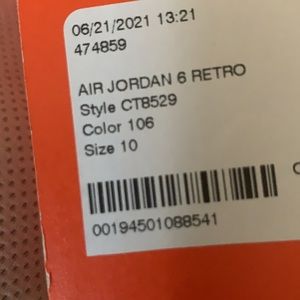 06/21/2021 13:21
474859
AIR JORDAN 6 RETRO
Style CT8529
Color 106
Size 10
00194501088541